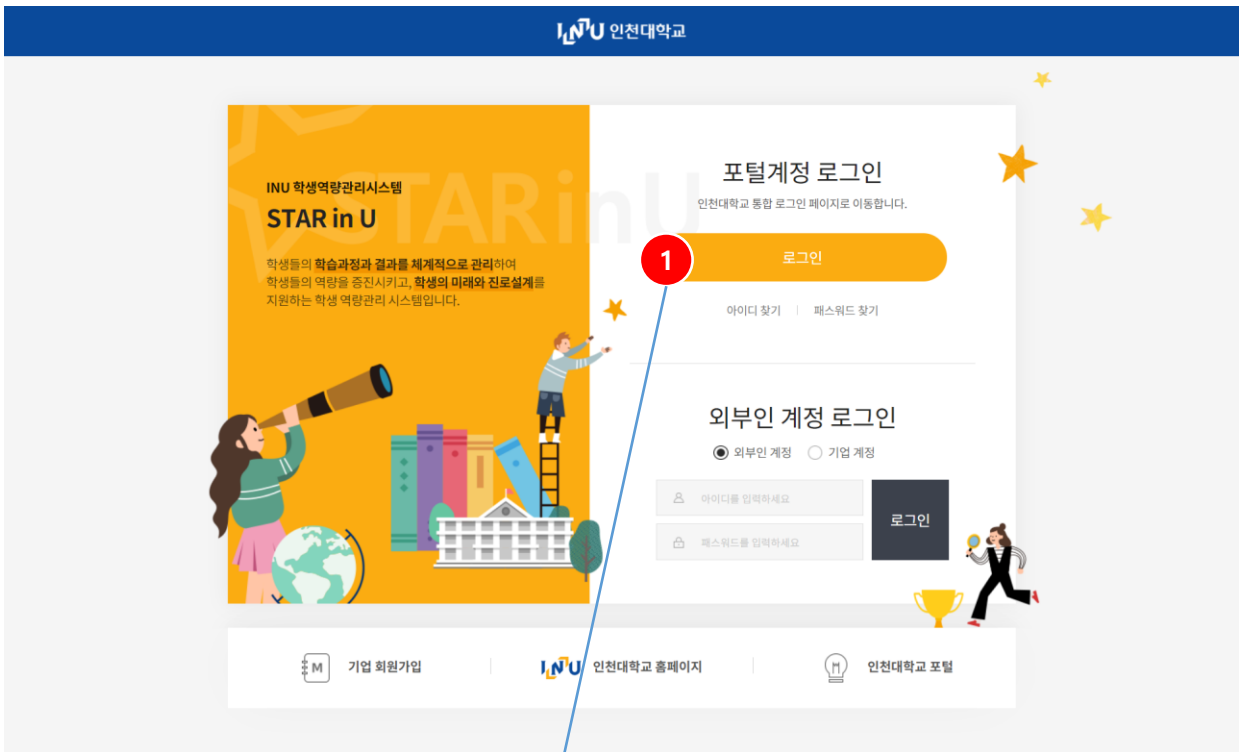 INU 인천대학교
STARinU
INU 학생역량관리시스템
STAR in U
학생들의 학습과정과 결과를 체계적으로 관리하여
학생들의 역량을 증진시키고, 학생의 미래와 진로설계를
지원하는 학생 역량관리 시스템입니다.
포털계정 로그인
인천대학교 통합 로그인 페이지로 이동합니다.
1
로그인
아이디 찾기
패스워드 찾기
외부인 계정 로그인
외부인 계정
기업 계정
아이디를 입력하세요
패스워드를 입력하세요
로그인
M 기업 회원가입
INU 인천대학교 홈페이지
M 인천대학교 포털